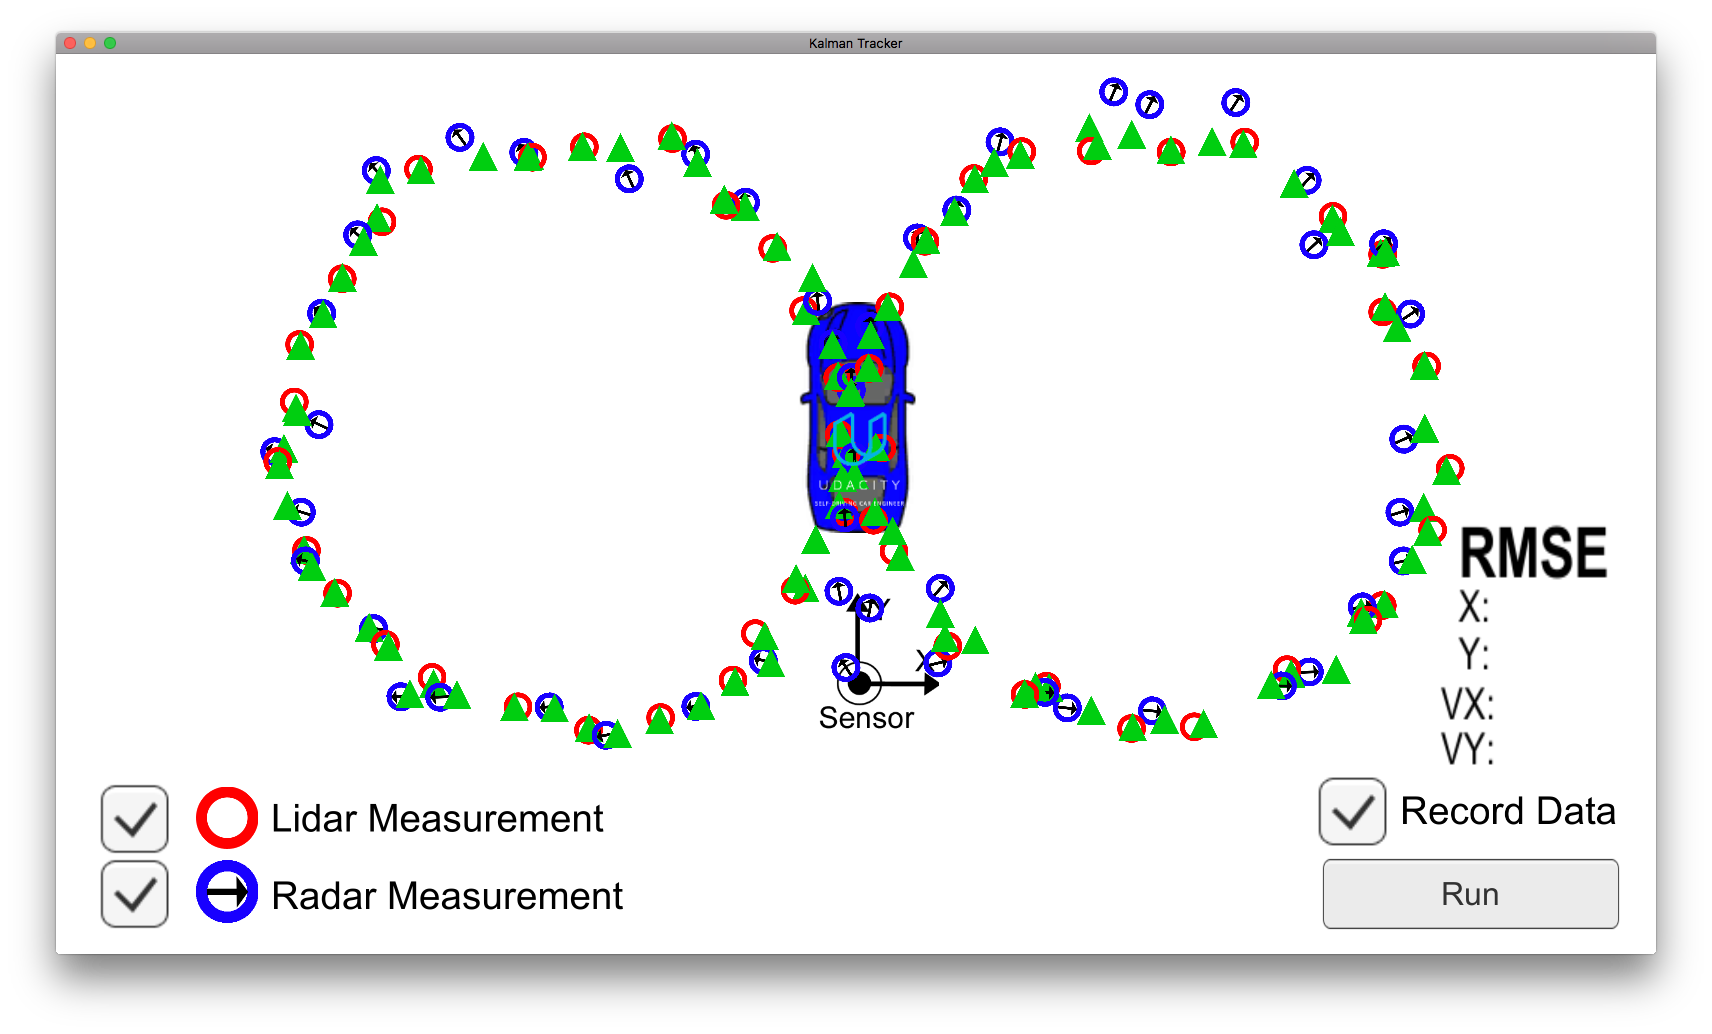 Kalman Tracker
UDACITY
SELF-DRIVING CAR ENGINEER
RMSE
X:
Y:
VX:
VY:
Y
X
Sensor
Lidar Measurement
Radar Measurement
Record Data
Run